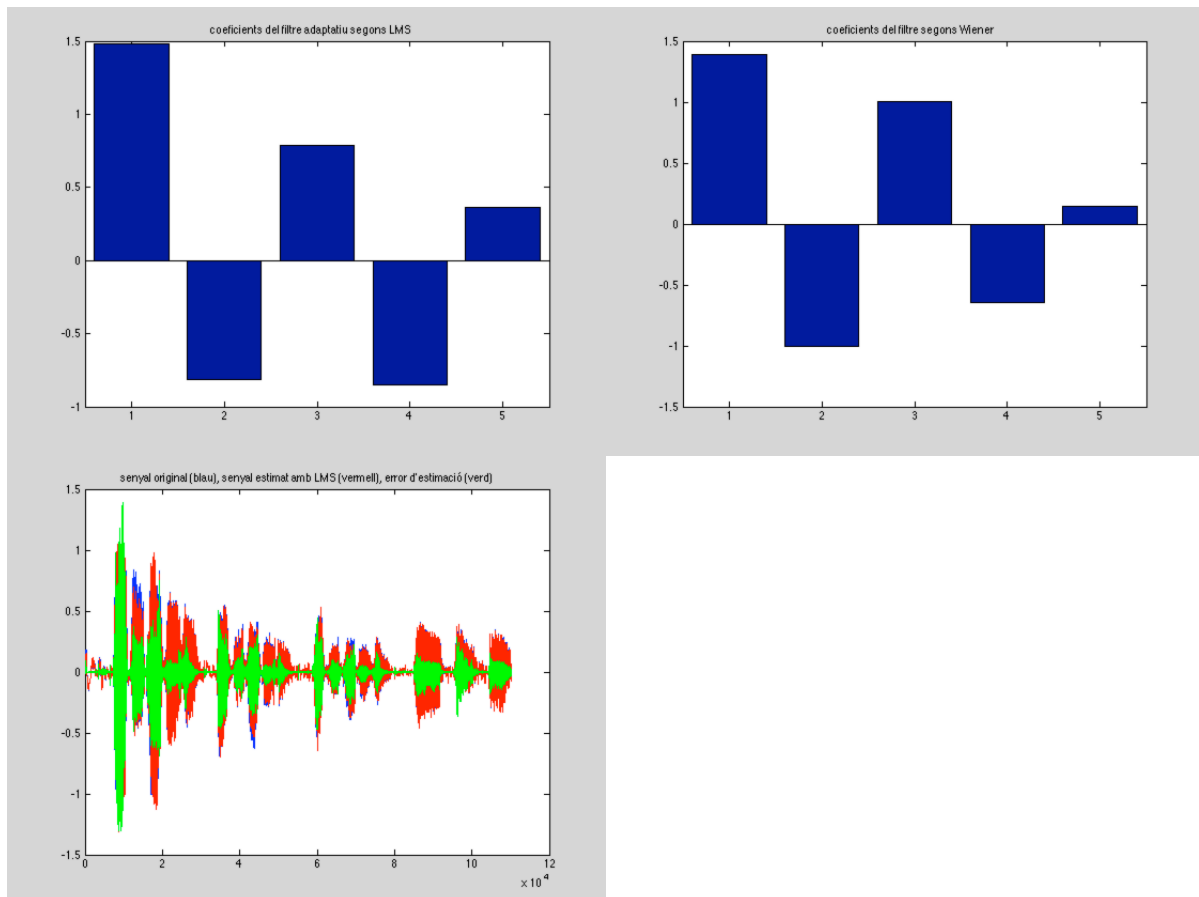 coeficients del filtre adaptatiu segons LMS
1.5
1
0.5
0
-0.5
-1
1 2 3 4 5
coeficients del filtre segons Wiener
1.5
1
0.5
0
-0.5
-1
-1.5
1 2 3 4 5
senyal original (blau), senyal estimat amb LMS (vermell), error d'estimació (verd)
1.5
1
0.5
0
-0.5
-1
-1.5
0 2 4 6 8 10 12
x 10^4